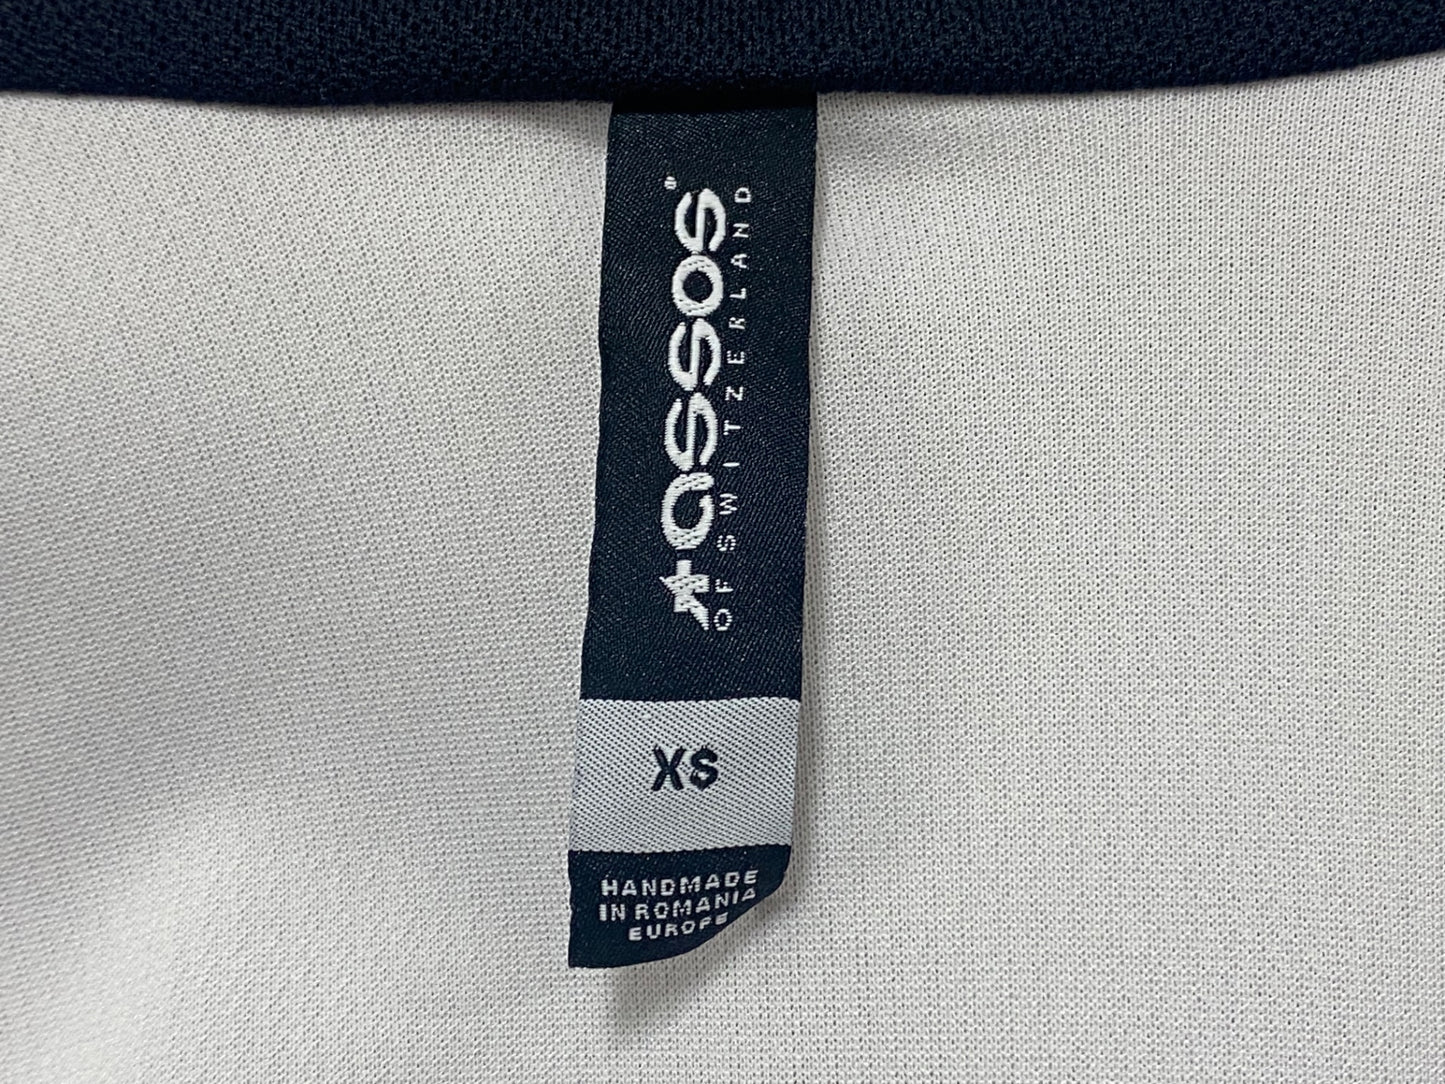 assos®
OF SWITZERLAND
XS
HANDMADE
IN ROMANIA
EUROPE